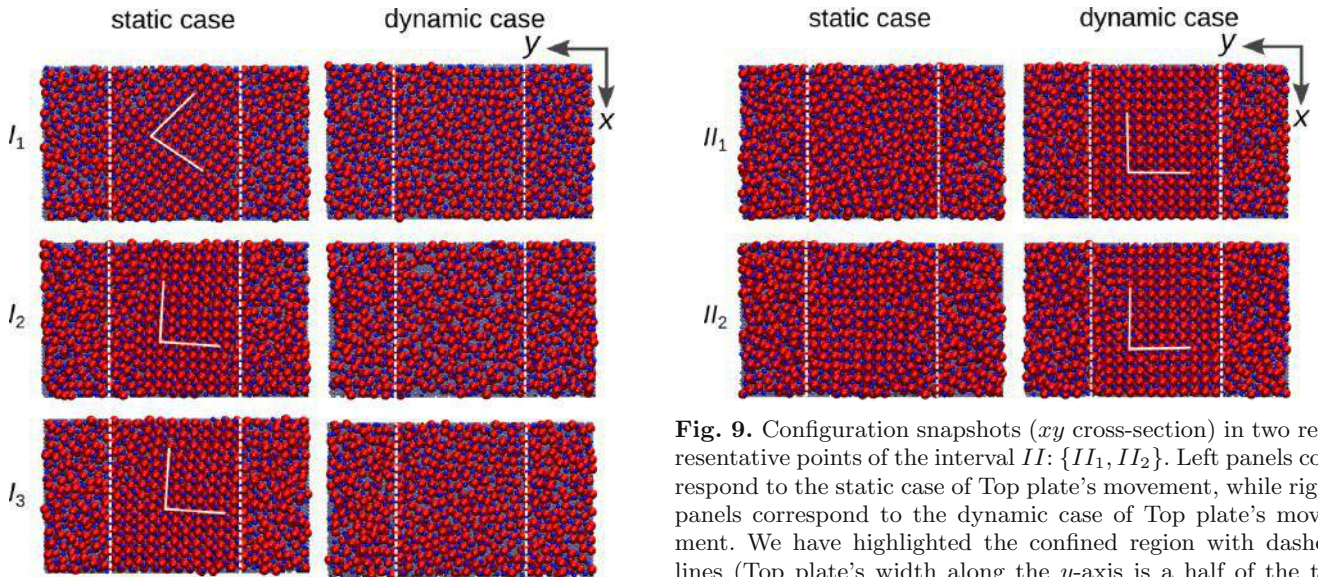 static case
dynamic case
y
x
I1
I2
I3
static case
dynamic case
y
x
II1
II2
Fig. 9. Configuration snapshots (xy cross-section) in two re
resentative points of the interval II: {II1, II2}. Left panels co
respond to the static case of Top plate's movement, while rig
panels correspond to the dynamic case of Top plate's mov
ment. We have highlighted the confined region with dashe
lines (Top plate's width along the y-axis is a half of the t